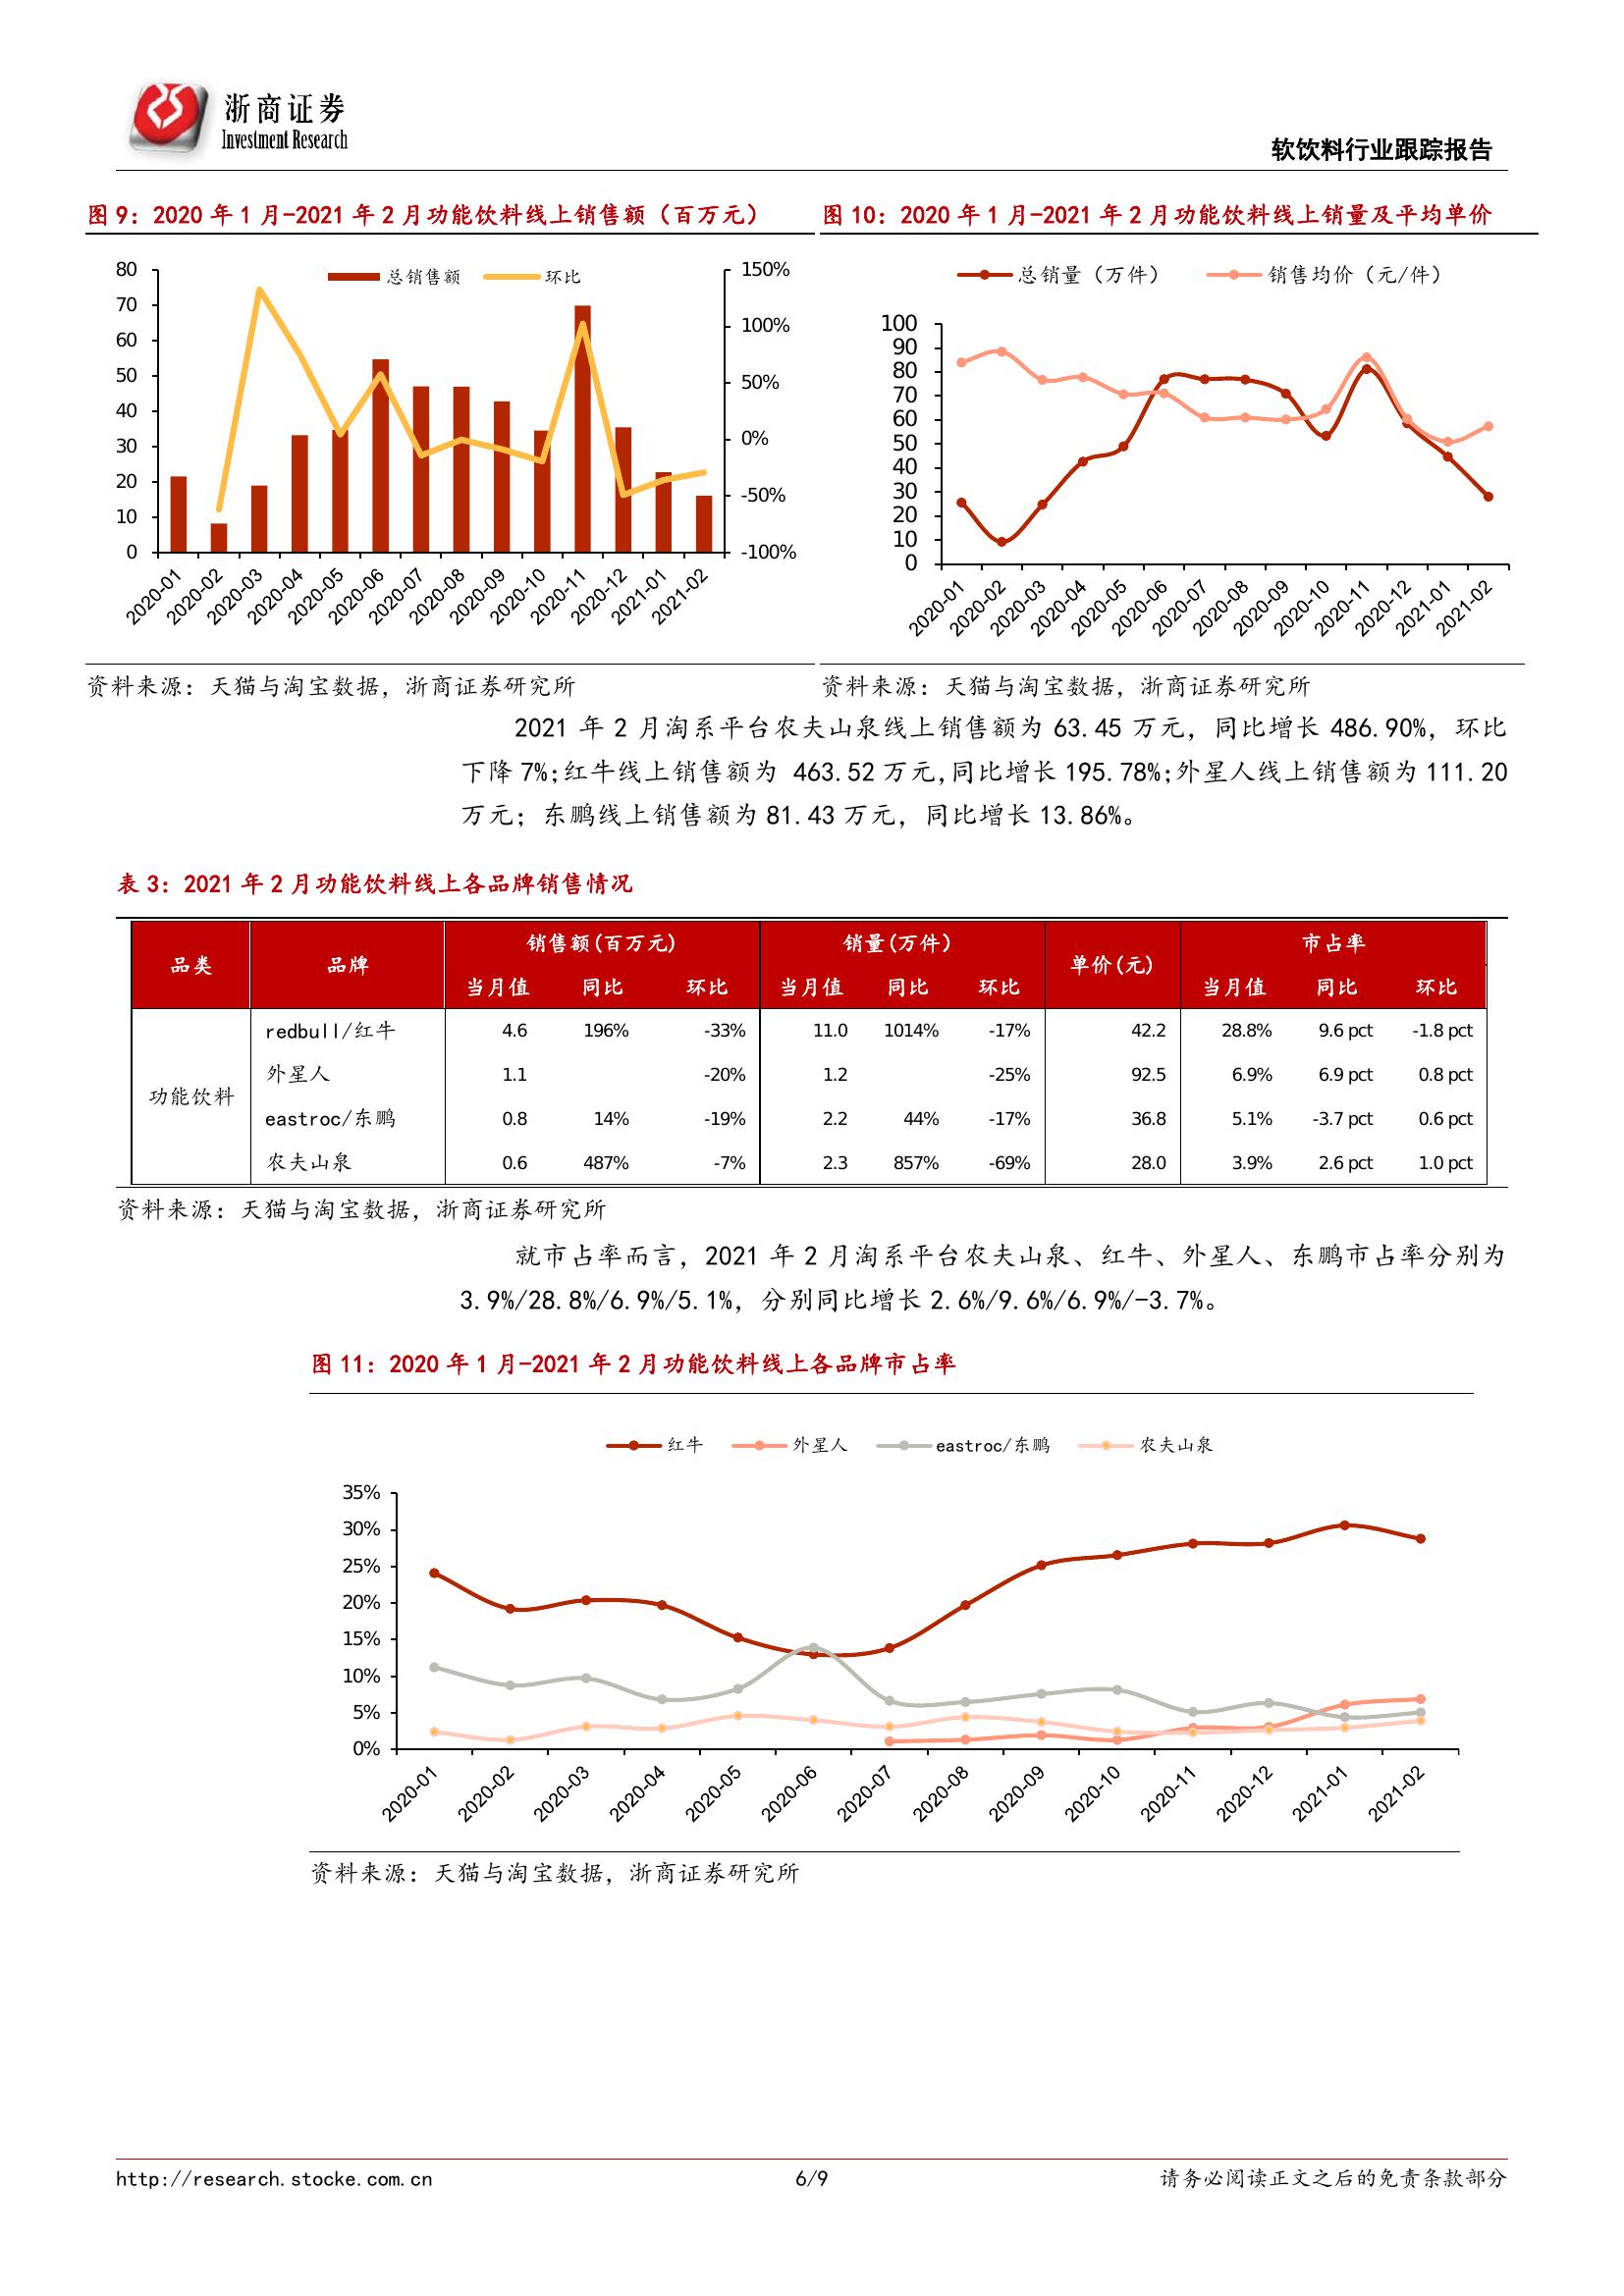 浙商证券
Investment Research
软饮料行业跟踪报告
图 9：2020 年 1 月-2021 年 2 月功能饮料线上销售额（百万元）
总销售额 环比
80
70
60
50
40
30
20
10
0
150%
100%
50%
0%
-50%
-100%
2020-01 2020-02 2020-03 2020-04 2020-05 2020-06 2020-07 2020-08 2020-09 2020-10 2020-11 2020-12 2021-01 2021-02
资料来源：天猫与淘宝数据，浙商证券研究所
图 10：2020 年 1 月-2021 年 2 月功能饮料线上销量及平均单价
总销量（万件） 销售均价（元/件）
100
90
80
70
60
50
40
30
20
10
0
2020-01 2020-02 2020-03 2020-04 2020-05 2020-06 2020-07 2020-08 2020-09 2020-10 2020-11 2020-12 2021-01 2021-02
资料来源：天猫与淘宝数据，浙商证券研究所
2021 年 2 月淘系平台农夫山泉线上销售额为 63.45 万元，同比增长 486.90%，环比
下降 7%;红牛线上销售额为 463.52 万元,同比增长 195.78%;外星人线上销售额为 111.20
万元；东鹏线上销售额为 81.43 万元，同比增长 13.86%。
表 3：2021 年 2 月功能饮料线上各品牌销售情况
品类 品牌 销售额(百万元) 销量(万件) 单价(元) 市占率
当月值 同比 环比 当月值 同比 环比 当月值 同比 环比
功能饮料
redbull/红牛 4.6 196% -33% 11.0 1014% -17% 42.2 28.8% 9.6 pct -1.8 pct
外星人 1.1 -20% 1.2 -25% 92.5 6.9% 6.9 pct 0.8 pct
eastroc/东鹏 0.8 14% -19% 2.2 44% -17% 36.8 5.1% -3.7 pct 0.6 pct
农夫山泉 0.6 487% -7% 2.3 857% -69% 28.0 3.9% 2.6 pct 1.0 pct
资料来源：天猫与淘宝数据，浙商证券研究所
就市占率而言，2021 年 2 月淘系平台农夫山泉、红牛、外星人、东鹏市占率分别为
3.9%/28.8%/6.9%/5.1%，分别同比增长 2.6%/9.6%/6.9%/-3.7%。
图 11：2020 年 1 月-2021 年 2 月功能饮料线上各品牌市占率
红牛 外星人 eastroc/东鹏 农夫山泉
35%
30%
25%
20%
15%
10%
5%
0%
2020-01 2020-02 2020-03 2020-04 2020-05 2020-06 2020-07 2020-08 2020-09 2020-10 2020-11 2020-12 2021-01 2021-02
资料来源：天猫与淘宝数据，浙商证券研究所
http://research.stocke.com.cn 6/9 请务必阅读正文之后的免责条款部分